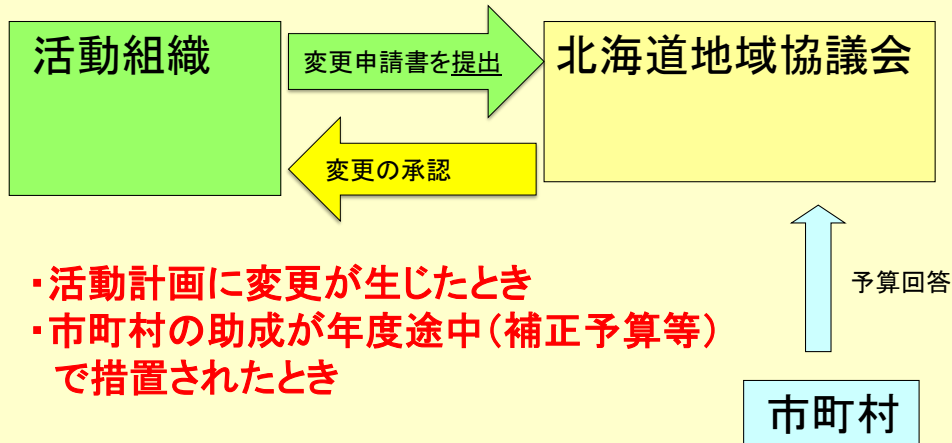 活動組織
変更申請書を提出
北海道地域協議会
変更の承認
・活動計画に変更が生じたとき
・市町村の助成が年度途中(補正予算等)
で措置されたとき
予算回答
市町村